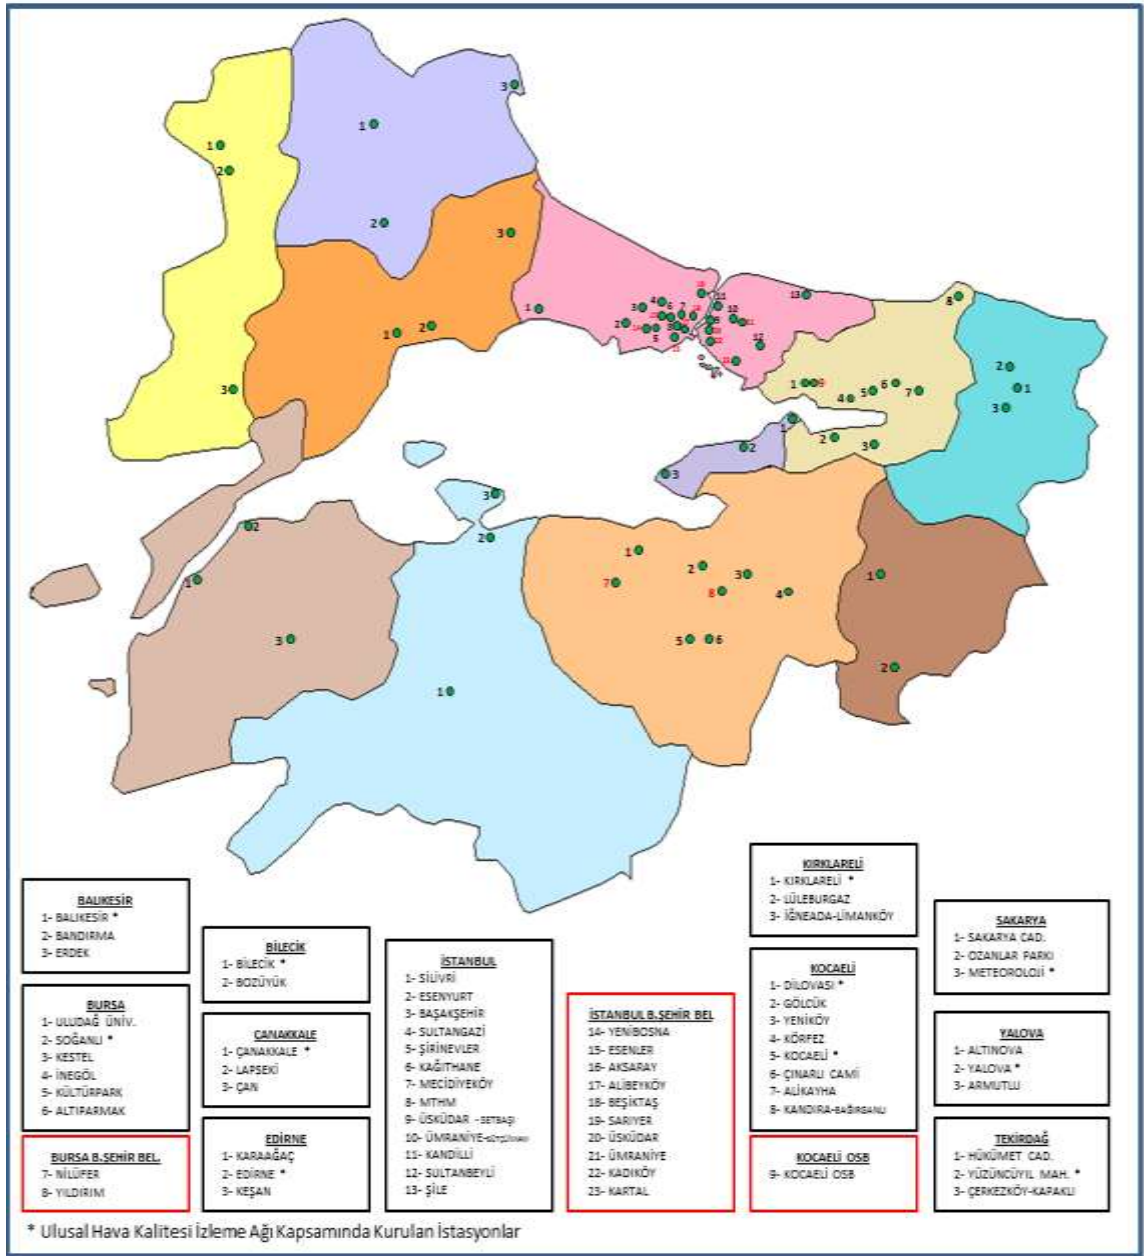 BALIKESİR
1- BALIKESİR *
2- BANDIRMA
3- ERDEK
BURSA
1- ULUDAĞ ÜNİV.
2- SOĞANLI *
3- KESTEL
4- İNEGÖL
5- KÜLTÜRPARK
6- ALTIPARMAK
BURSA B.ŞEHİR BEL.
7- NİLÜFER
8- YILDIRIM
BİLECİK
1- BİLECİK *
2- BOZÜYÜK
ÇANAKKALE
1- ÇANAKKALE *
2- LAPSEKİ
3- ÇAN
EDİRNE
1- KARAAĞAÇ
2- EDİRNE *
3- KEŞAN
İSTANBUL
1- SİLİVRİ
2- ESENYURT
3- BAŞAKŞEHİR
4- SULTANGAZİ
5- ŞİRİNEVLER
6- KAĞITHANE
7- MECİDİYEKÖY
8- MTHM
9- ÜSKÜDAR -SETBAŞI
10- ÜMRANİYE-
11- KANDİLLİ
12- SULTANBEYLİ
13- ŞİLE
İSTANBUL B.ŞEHİR BEL
14- YENİBOSNA
15- ESENLER
16- AKSARAY
17- ALİBEYKÖY
18- BEŞİKTAŞ
19- SARIYER
20- ÜSKÜDAR
21- ÜMRANİYE
22- KADIKÖY
23- KARTAL
KIRKLARELİ
1- KIRKLARELİ *
2- LÜLEBURGAZ
3- İĞNEADA-LİMANKÖY
KOCAELİ
1- DİLOVASI *
2- GÖLCÜK
3- YENİKÖY
4- KÖRFEZ
5- KOCAELİ *
6- ÇINARLI CAMİ
7- ALİKAYHA
8- KANDIRA-BAĞIRGANLI
KOCAELİ OSB
9- KOCAELİ OSB
SAKARYA
1- SAKARYA CAD.
2- OZANLAR PARKI
3- METEOROLOJİ *
YALOVA
1- ALTINOVA
2- YALOVA *
3- ARMUTLU
TEKİRDAĞ
1- HÜKÜMET CAD.
2- YÜZÜNCÜYIL MAH. *
3- ÇERKEZKÖY-KAPAKLI
* Ulusal Hava Kalitesi İzleme Ağı Kapsamında Kurulan İstasyonlar